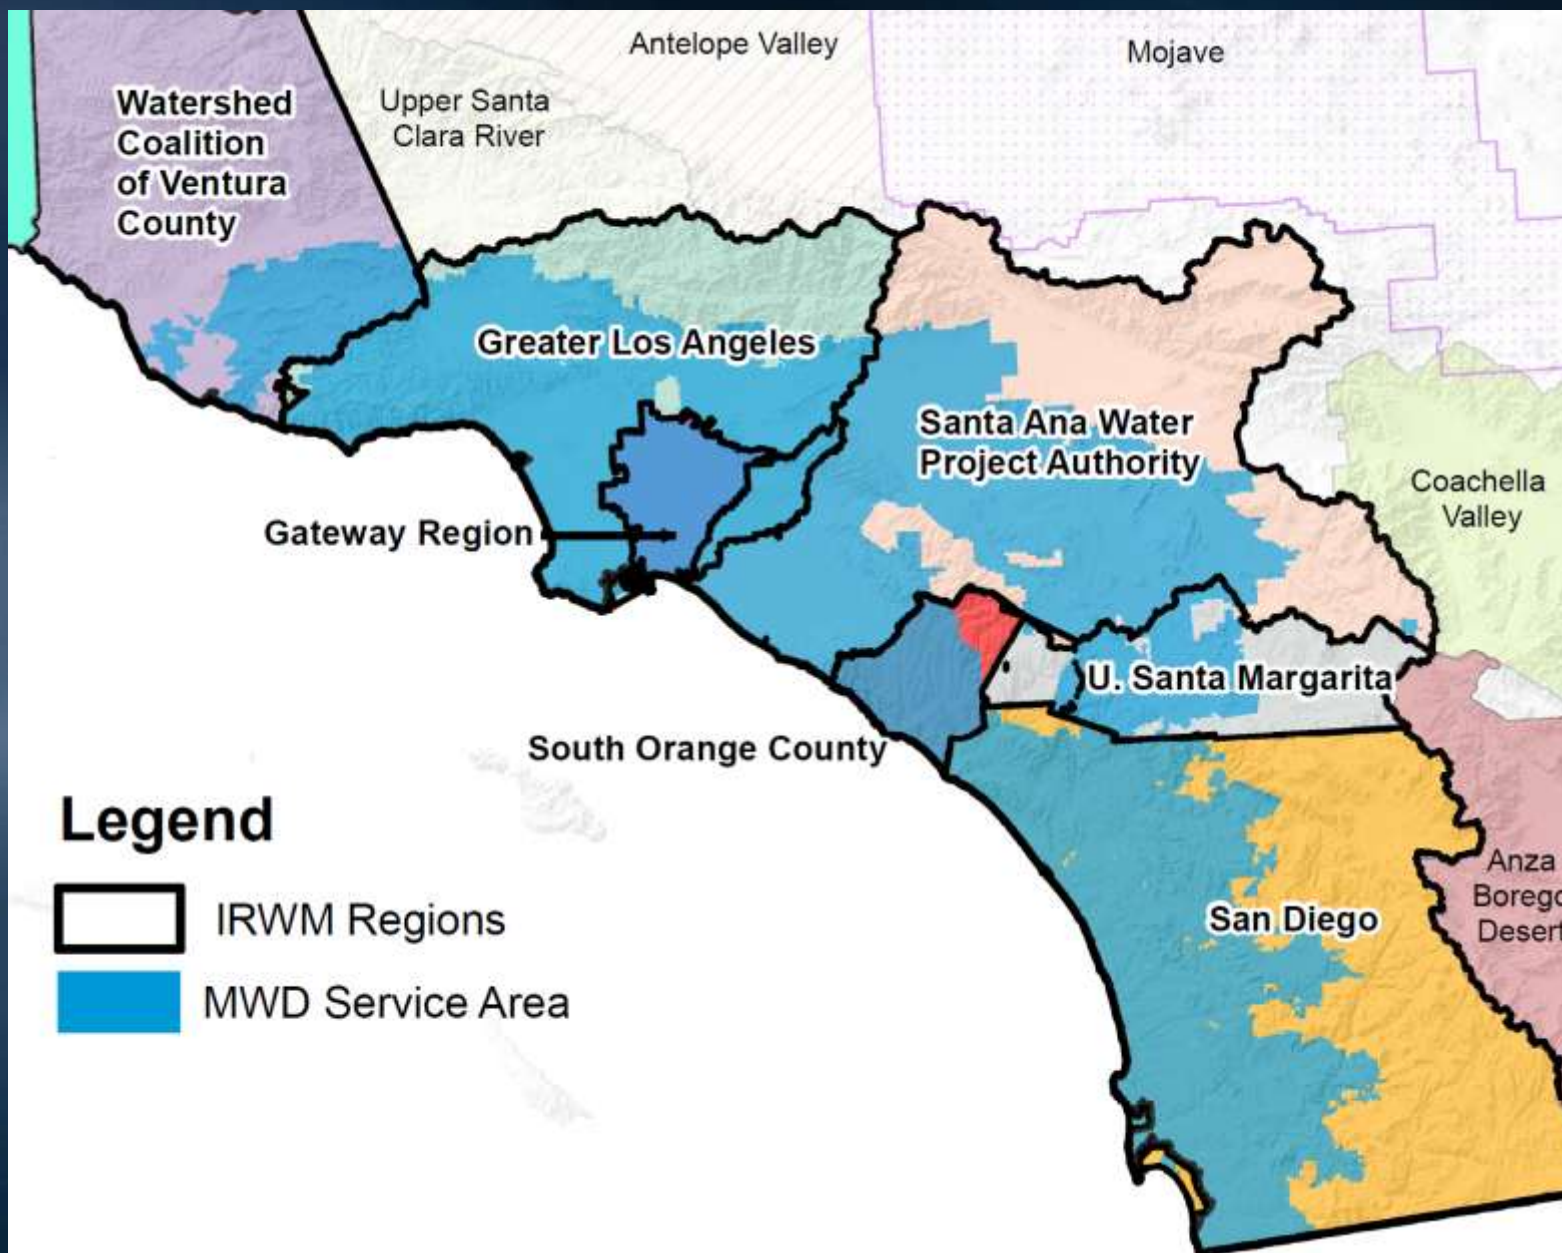 Antelope Valley
Mojave
Watershed
Coalition
of Ventura
County
Upper Santa
Clara River
Greater Los Angeles
Santa Ana Water
Project Authority
Coachella
Valley
Gateway Region
U. Santa Margarita
South Orange County
Anza
Borego
Desert
San Diego
Legend
IRWM Regions
MWD Service Area